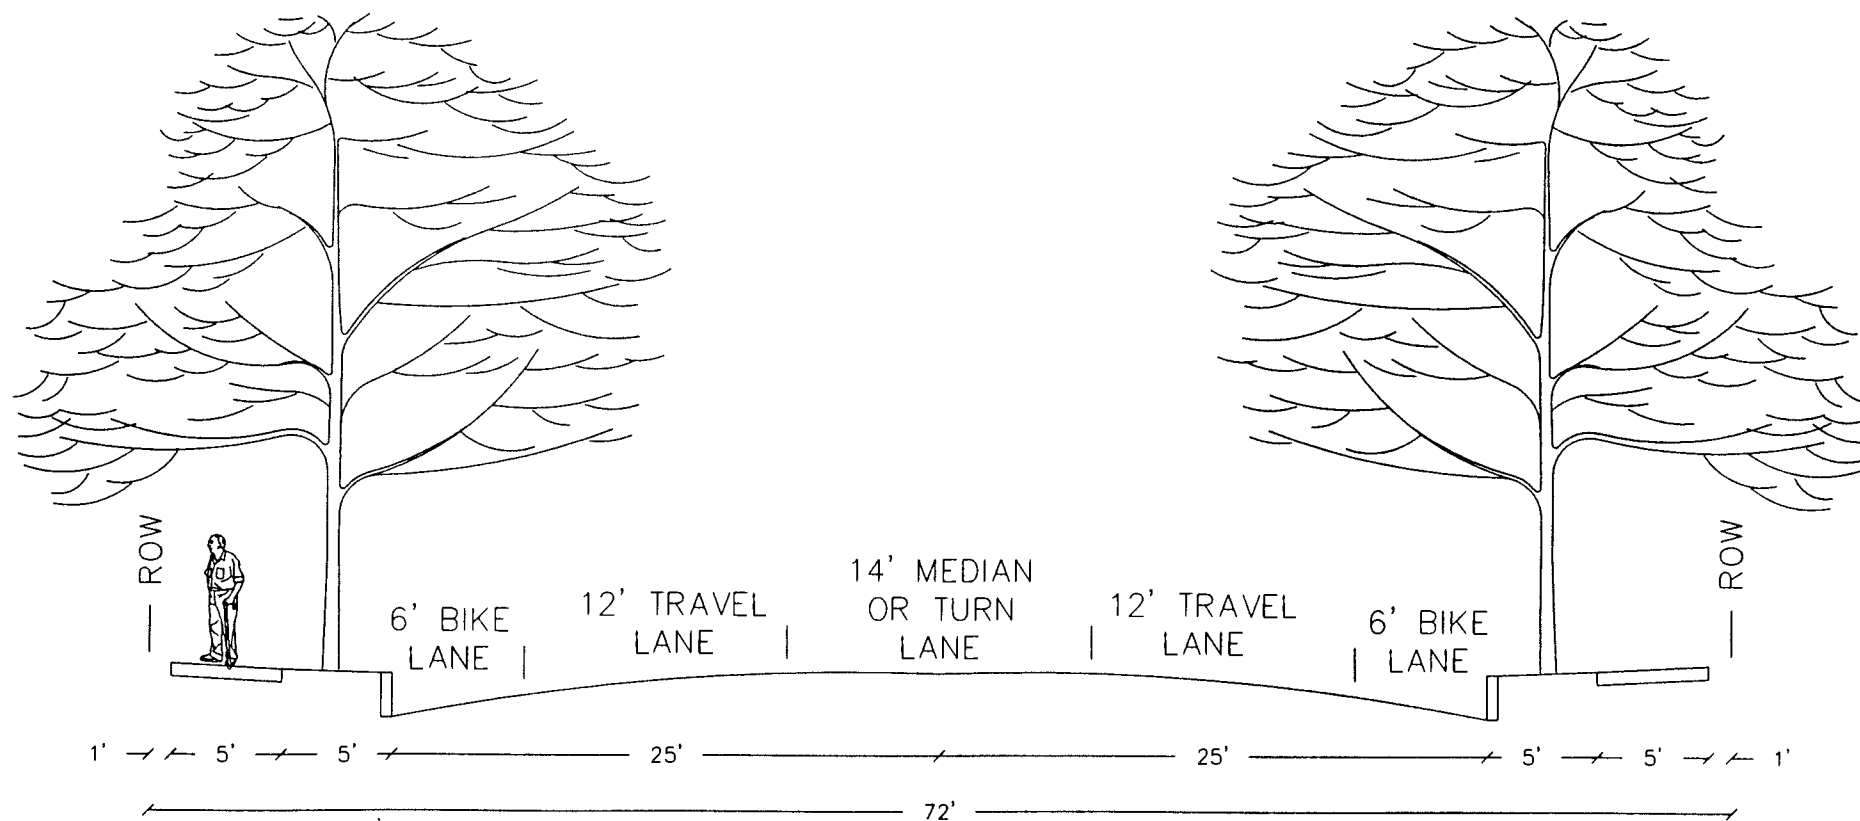 ROW
6' BIKE
LANE
12' TRAVEL
LANE
14' MEDIAN
OR TURN
LANE
12' TRAVEL
LANE
6' BIKE
LANE
ROW
1' 5' 5' 25' 25' 5' 5' 1'
72'